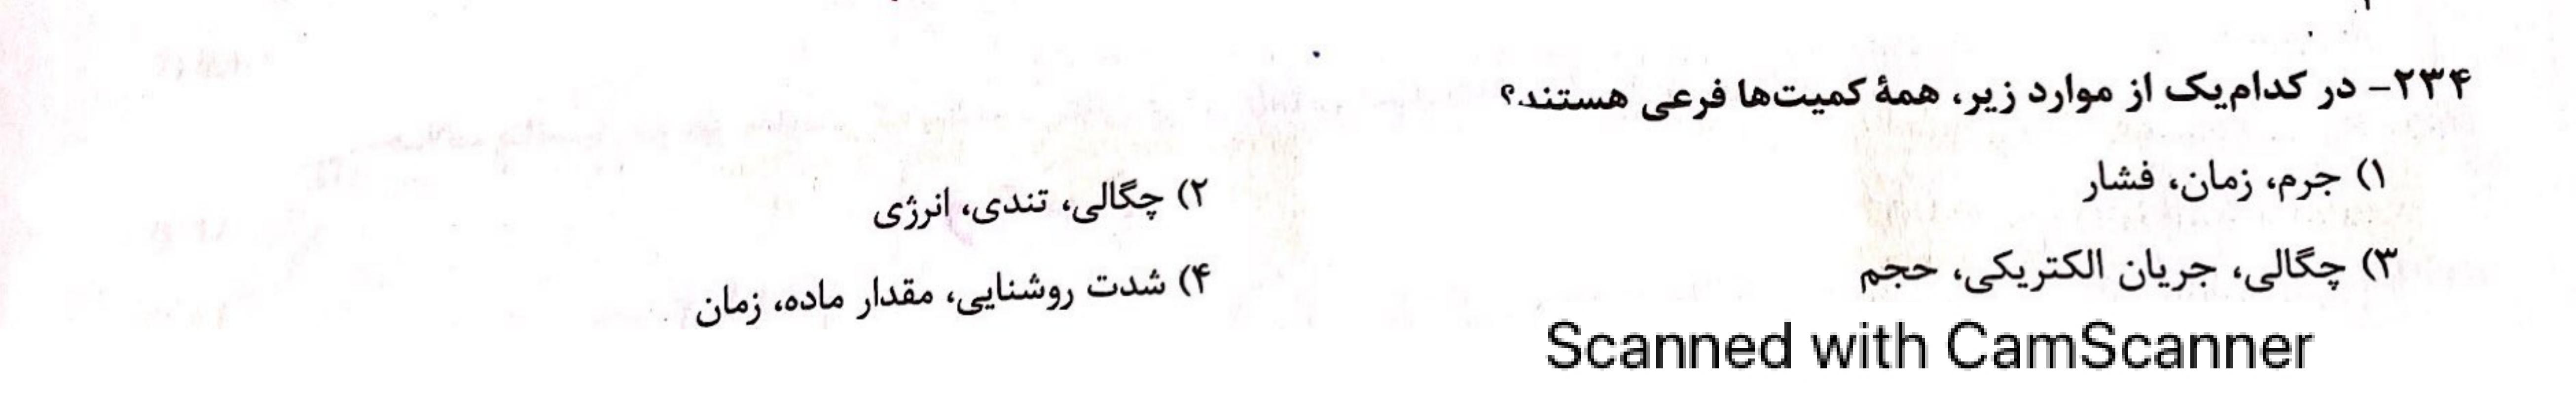 ۲۳۴- در کدام‌یک از موارد زیر، همهٔ کمیت‌ها فرعی هستند؟
۱) جرم، زمان، فشار
۲) چگالی، تندی، انرژی
۳) چگالی، جریان الکتریکی، حجم
۴) شدت روشنایی، مقدار ماده، زمان
Scanned with CamScanner